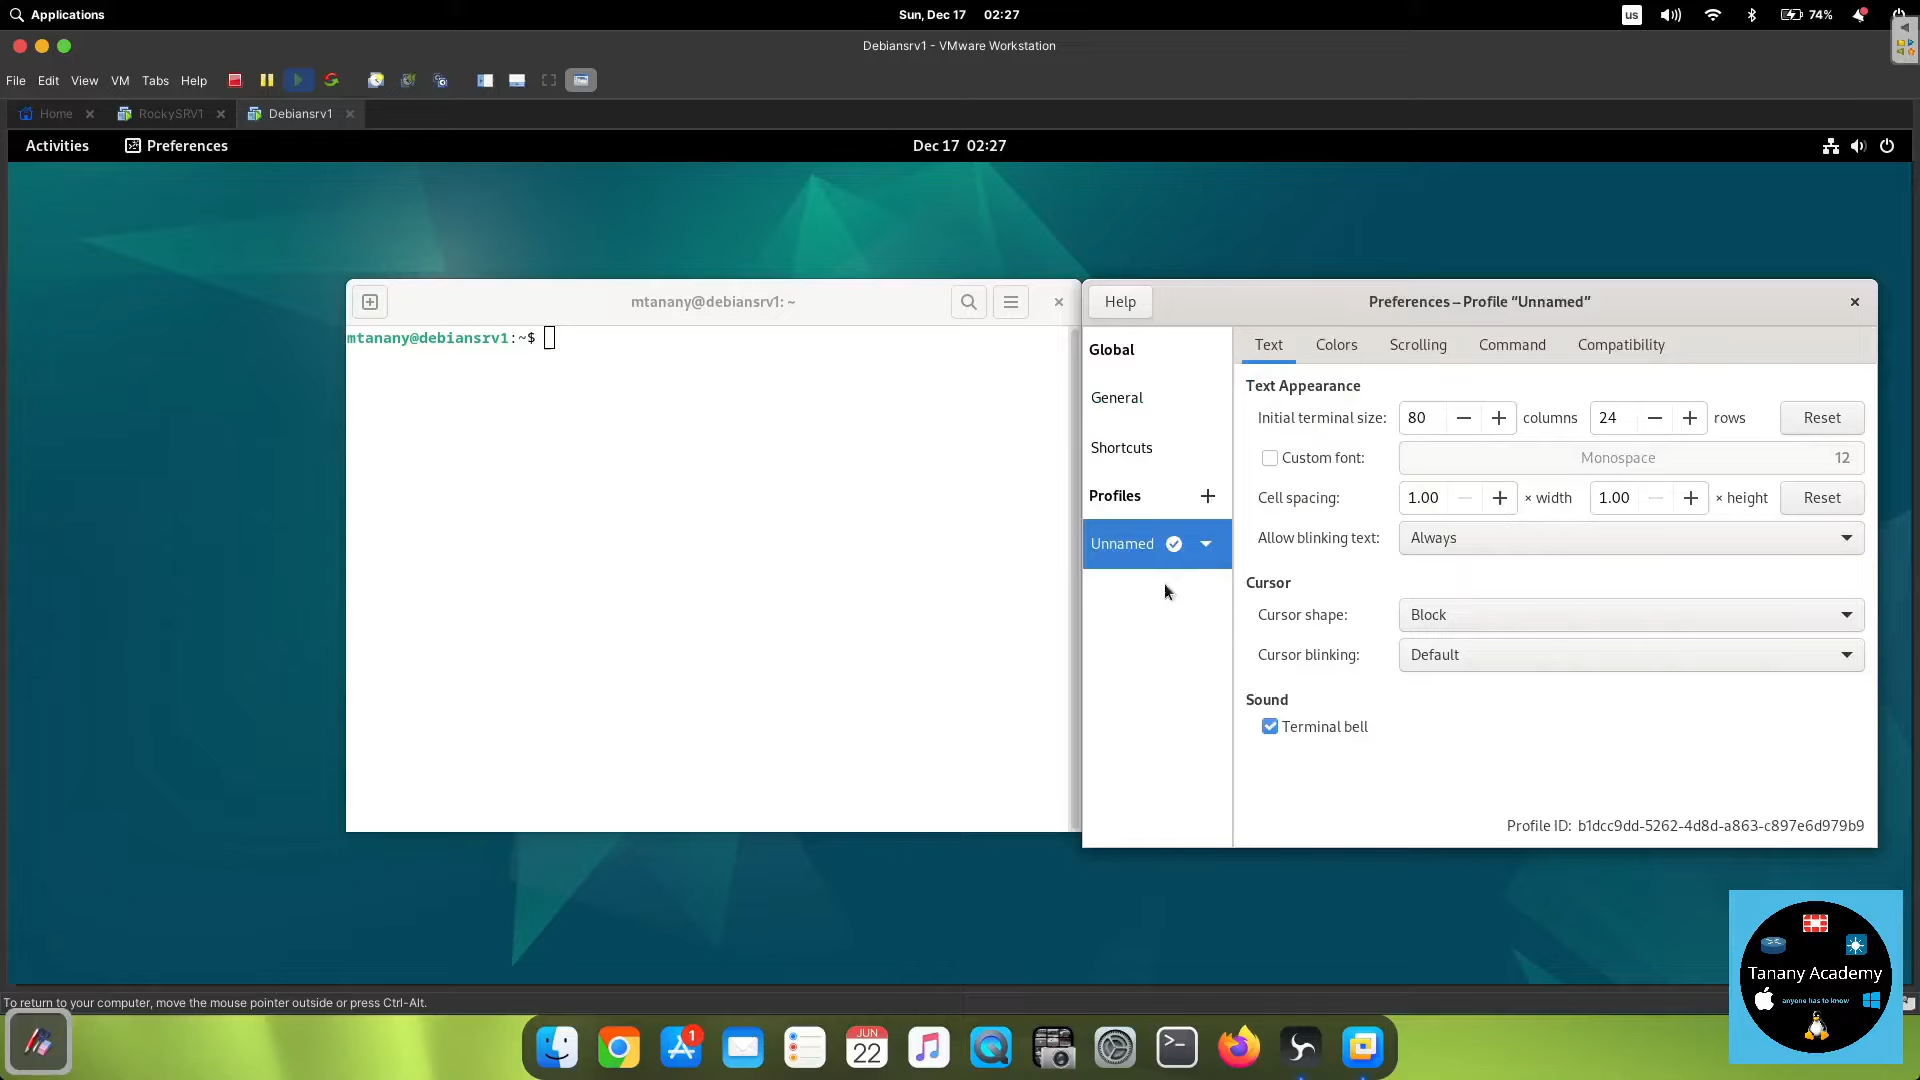 Applications
Sun, Dec 17 02:27
us
74%
Debiansrv1 - VMware Workstation
File Edit View VM Tabs Help
Home
RockySRV1
Debiansrv1
Activities
Preferences
Dec 17 02:27
mtanany@debiansrv1: ~
mtanany@debiansrv1:~$
Help
Preferences – Profile “Unnamed”
Global
General
Shortcuts
Profiles
Unnamed
Text Colors Scrolling Command Compatibility
Text Appearance
Initial terminal size: 80 columns 24 rows Reset
Custom font: Monospace 12
Cell spacing: 1.00 × width 1.00 × height Reset
Allow blinking text: Always
Cursor
Cursor shape: Block
Cursor blinking: Default
Sound
Terminal bell
Profile ID: b1dcc9dd-5262-4d8d-a863-c897e6d979b9
Tanany Academy
anyone has to know
To return to your computer, move the mouse pointer outside or press Ctrl-Alt.
1
JUN
22